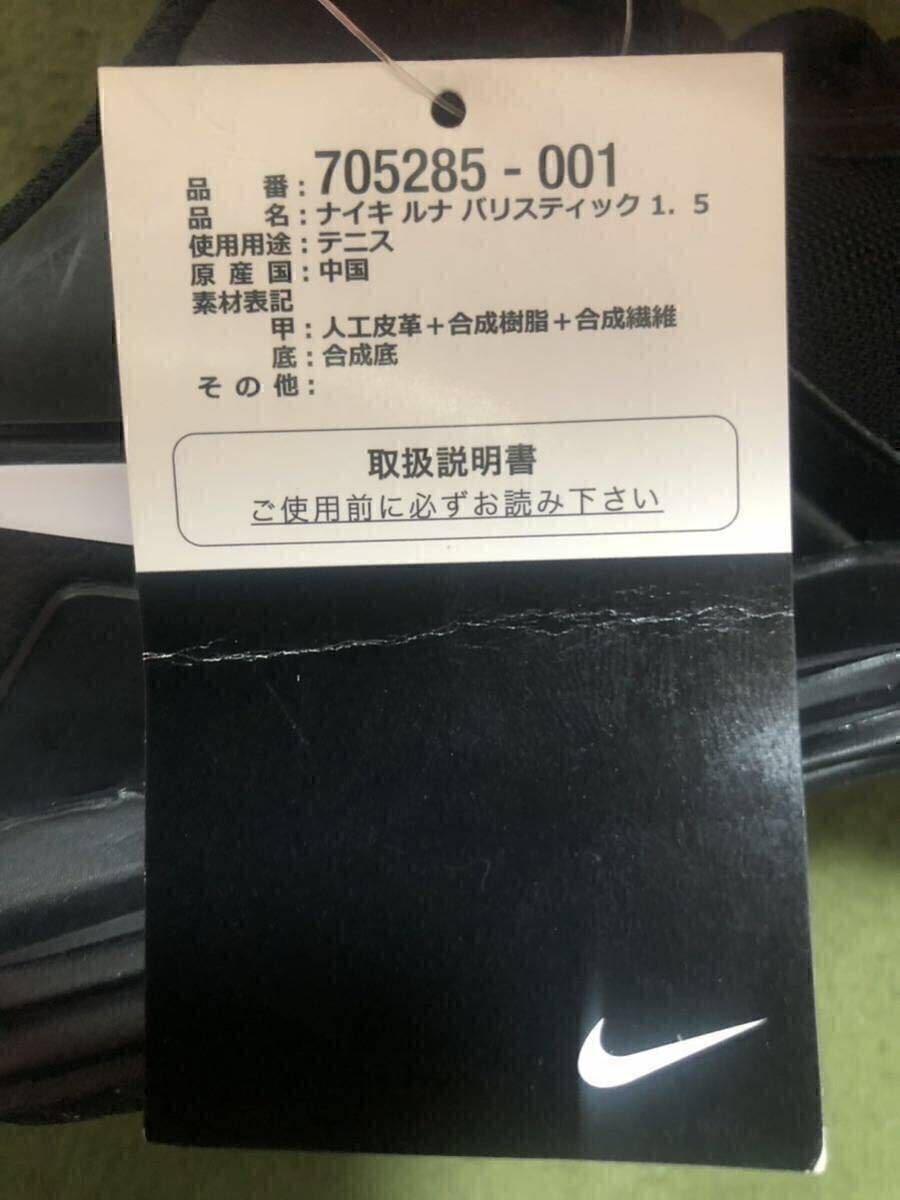 品番：705285 - 001
品名：ナイキ ルナ バリスティック 1．5
使用用途：テニス
原産国：中国
素材表記
甲：人工皮革＋合成樹脂＋合成繊維
底：合成底
その他：
取扱説明書
ご使用前に必ずお読み下さい